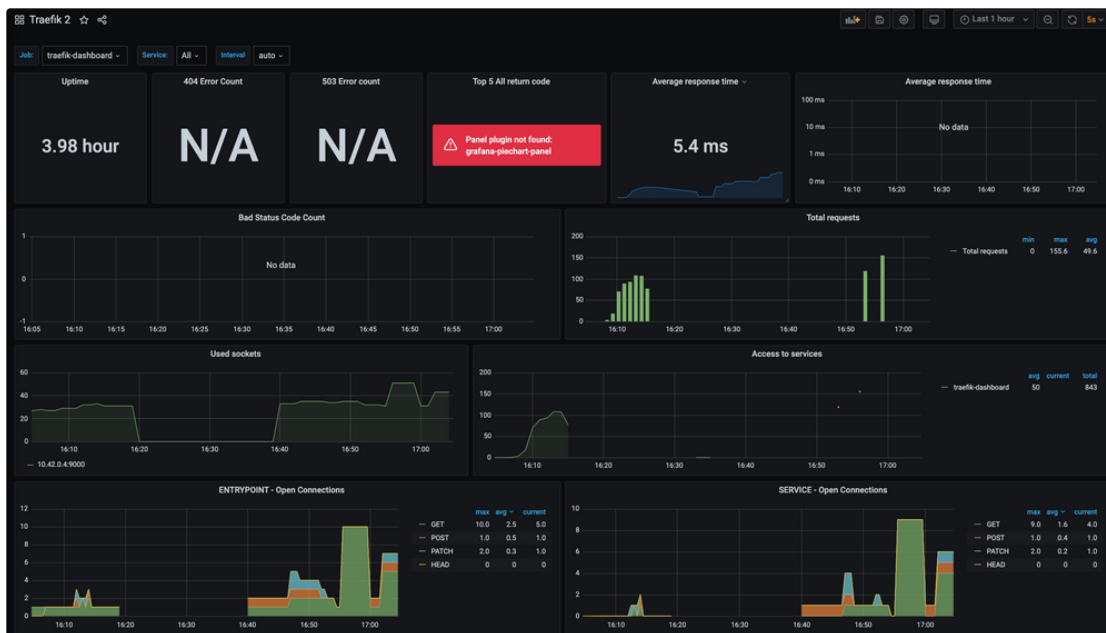 Traefik 2
Last 1 hour
5s
Job: traefik-dashboard Service: All Interval auto
Uptime
3.98 hour
404 Error Count
N/A
503 Error count
N/A
Top 5 All return code
Panel plugin not found:
grafana-piechart-panel
Average response time
5.4 ms
Average response time
100 ms
10 ms
1 ms
0 ms
No data
16:10 16:20 16:30 16:40 16:50 17:00
Bad Status Code Count
1
0
-1
No data
16:05 16:10 16:15 16:20 16:25 16:30 16:35 16:40 16:45 16:50 16:55 17:00
Total requests
200
150
100
50
0
16:10 16:20 16:30 16:40 16:50 17:00
min max avg
Total requests 0 155.6 49.6
Used sockets
60
40
20
0
16:10 16:20 16:30 16:40 16:50 17:00
10.42.0.4:9000
Access to services
200
150
100
50
0
16:10 16:20 16:30 16:40 16:50 17:00
avg current total
traefik-dashboard 50 843
ENTRYPOINT - Open Connections
12
10
8
6
4
2
0
16:10 16:20 16:30 16:40 16:50 17:00
max avg current
GET 10.0 2.5 5.0
POST 1.0 0.5 1.0
PATCH 2.0 0.3 1.0
HEAD 0 0 0
SERVICE - Open Connections
10
8
6
4
2
0
16:10 16:20 16:30 16:40 16:50 17:00
max avg current
GET 9.0 1.6 4.0
POST 1.0 0.4 1.0
PATCH 2.0 0.2 1.0
HEAD 0 0 0